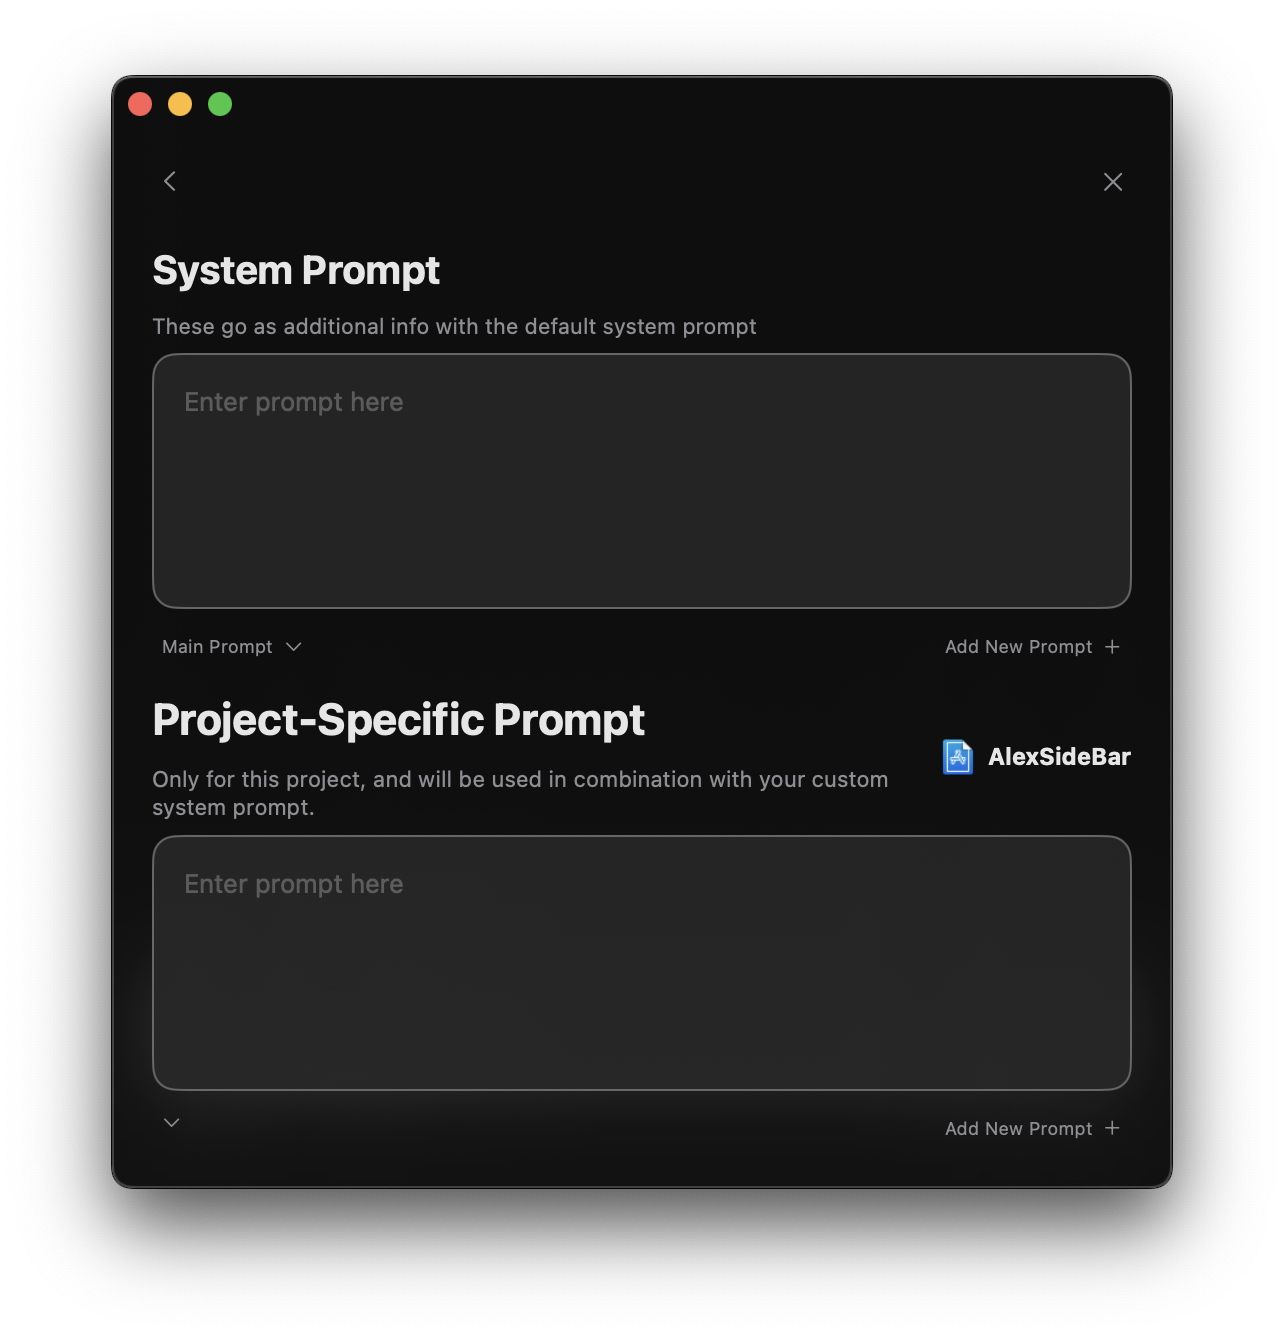 System Prompt
These go as additional info with the default system prompt
Enter prompt here
Main Prompt
Add New Prompt +
Project-Specific Prompt
AlexSideBar
Only for this project, and will be used in combination with your custom
system prompt.
Enter prompt here
Add New Prompt +